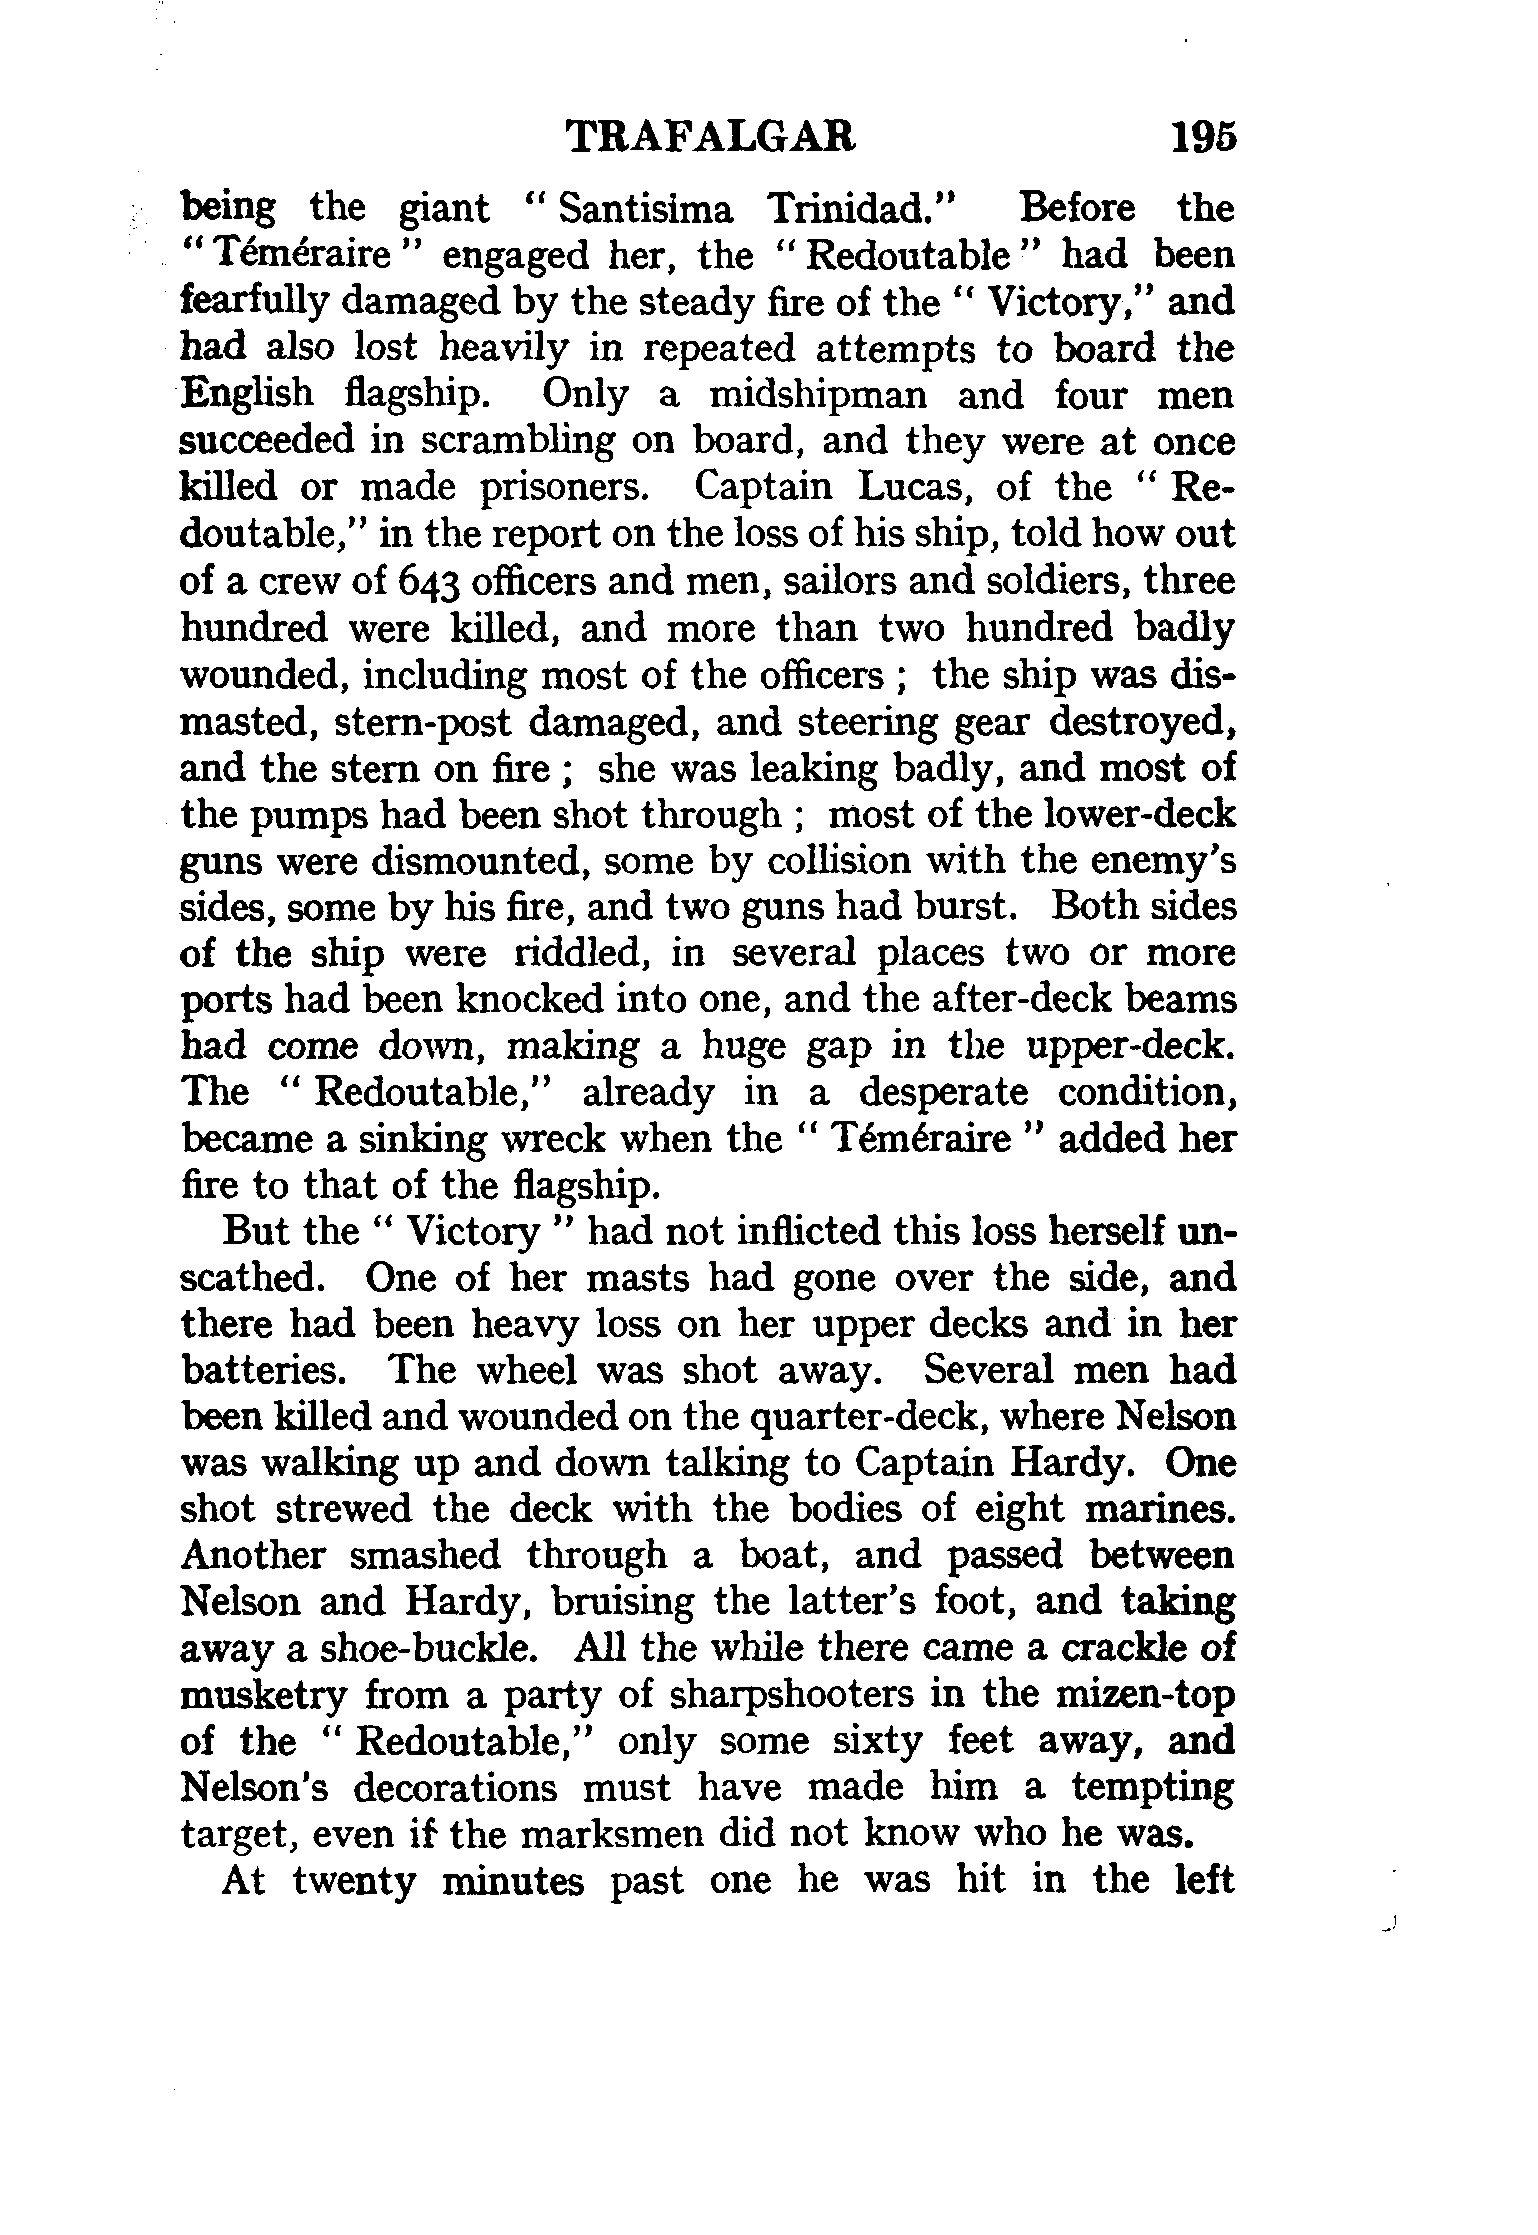 TRAFALGAR 195
being the giant " Santisima Trinidad." Before the
" Téméraire " engaged her, the " Redoutable " had been
fearfully damaged by the steady fire of the " Victory," and
had also lost heavily in repeated attempts to board the
English flagship. Only a midshipman and four men
succeeded in scrambling on board, and they were at once
killed or made prisoners. Captain Lucas, of the " Re-
doutable," in the report on the loss of his ship, told how out
of a crew of 643 officers and men, sailors and soldiers, three
hundred were killed, and more than two hundred badly
wounded, including most of the officers ; the ship was dis-
masted, stern-post damaged, and steering gear destroyed,
and the stern on fire ; she was leaking badly, and most of
the pumps had been shot through ; most of the lower-deck
guns were dismounted, some by collision with the enemy's
sides, some by his fire, and two guns had burst. Both sides
of the ship were riddled, in several places two or more
ports had been knocked into one, and the after-deck beams
had come down, making a huge gap in the upper-deck.
The " Redoutable," already in a desperate condition,
became a sinking wreck when the " Téméraire " added her
fire to that of the flagship.
But the " Victory " had not inflicted this loss herself un-
scathed. One of her masts had gone over the side, and
there had been heavy loss on her upper decks and in her
batteries. The wheel was shot away. Several men had
been killed and wounded on the quarter-deck, where Nelson
was walking up and down talking to Captain Hardy. One
shot strewed the deck with the bodies of eight marines.
Another smashed through a boat, and passed between
Nelson and Hardy, bruising the latter's foot, and taking
away a shoe-buckle. All the while there came a crackle of
musketry from a party of sharpshooters in the mizen-top
of the " Redoutable," only some sixty feet away, and
Nelson's decorations must have made him a tempting
target, even if the marksmen did not know who he was.
At twenty minutes past one he was hit in the left